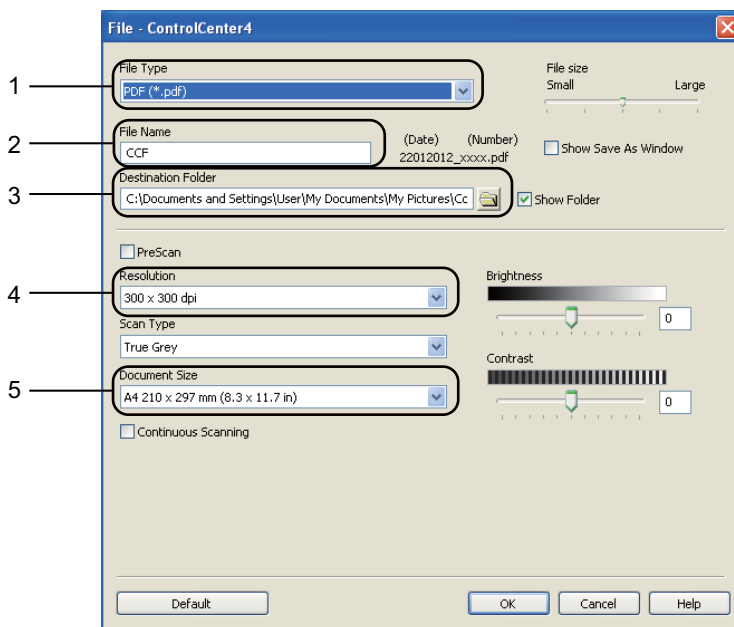 File - ControlCenter4
File Type
File size
1
PDF (*.pdf)
Small Large
File Name
(Date) (Number)
2
CCF
22012012_xxxx.pdf
Show Save As Window
Destination Folder
3
C:\Documents and Settings\User\My Documents\My Pictures\Cc
Show Folder
PreScan
Resolution
Brightness
4
300 x 300 dpi
0
Scan Type
True Grey
Contrast
Document Size
5
A4 210 x 297 mm (8.3 x 11.7 in)
0
Continuous Scanning
Default OK Cancel Help